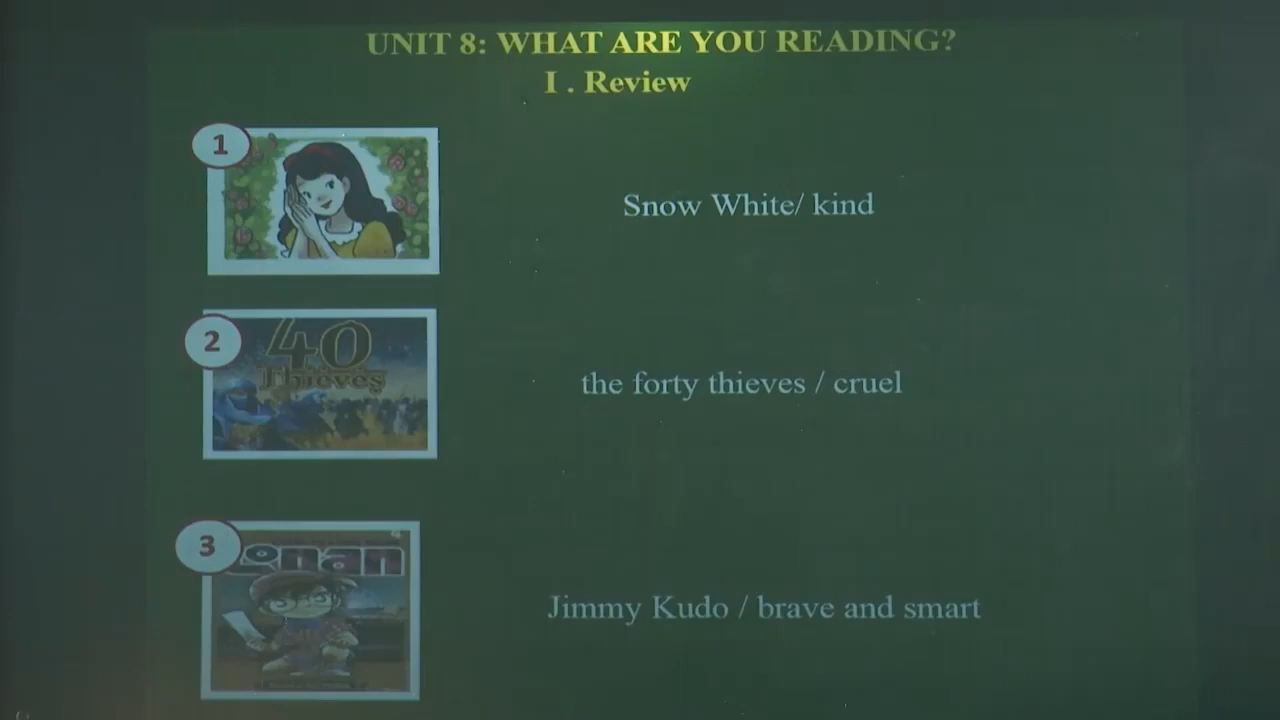 UNIT 8: WHAT ARE YOU READING?
I . Review
1
Snow White/ kind
2
40
Thieves
the forty thieves / cruel
3
Conan
Jimmy Kudo / brave and smart